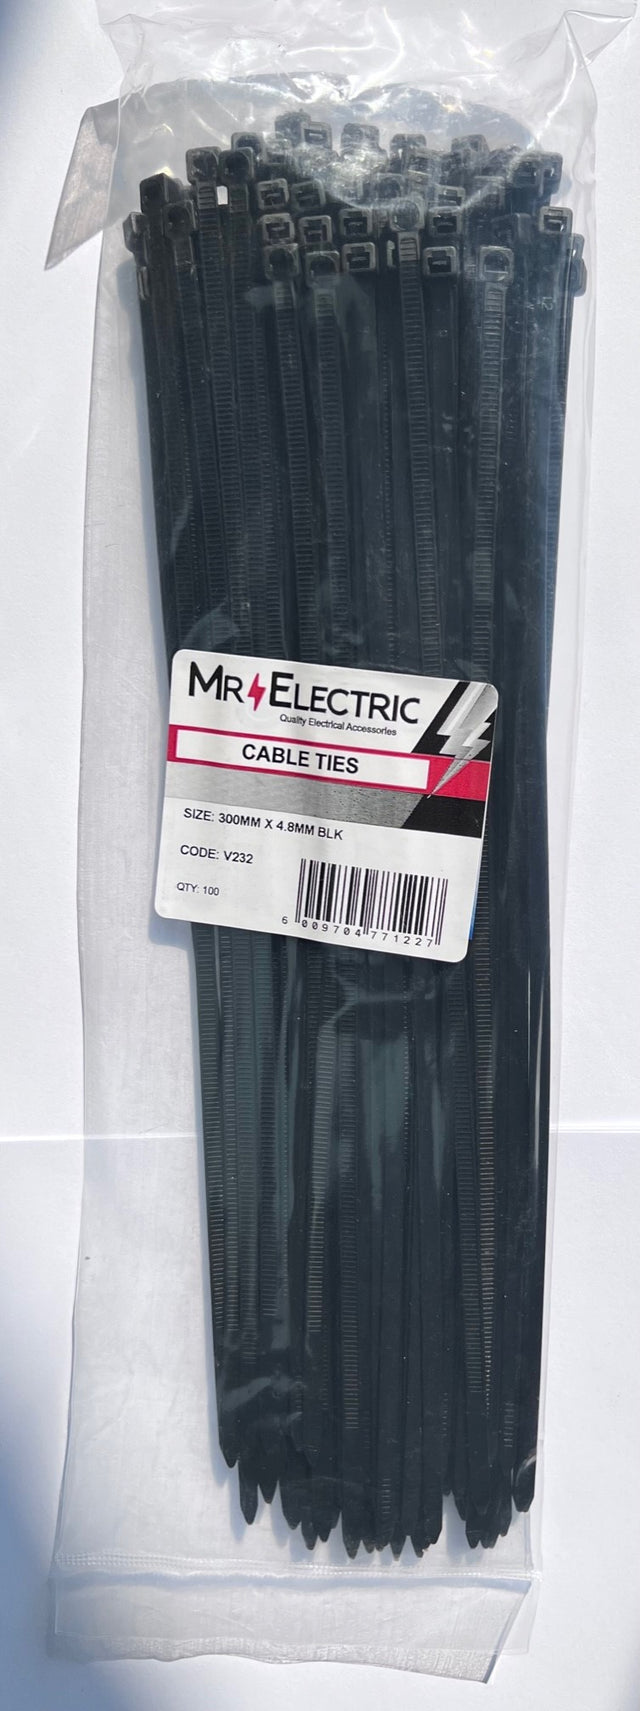 MR ELECTRIC
Quality Electrical Accessories
CABLE TIES
SIZE: 300MM X 4.8MM BLK
CODE: V232
QTY: 100
6 009704 771227